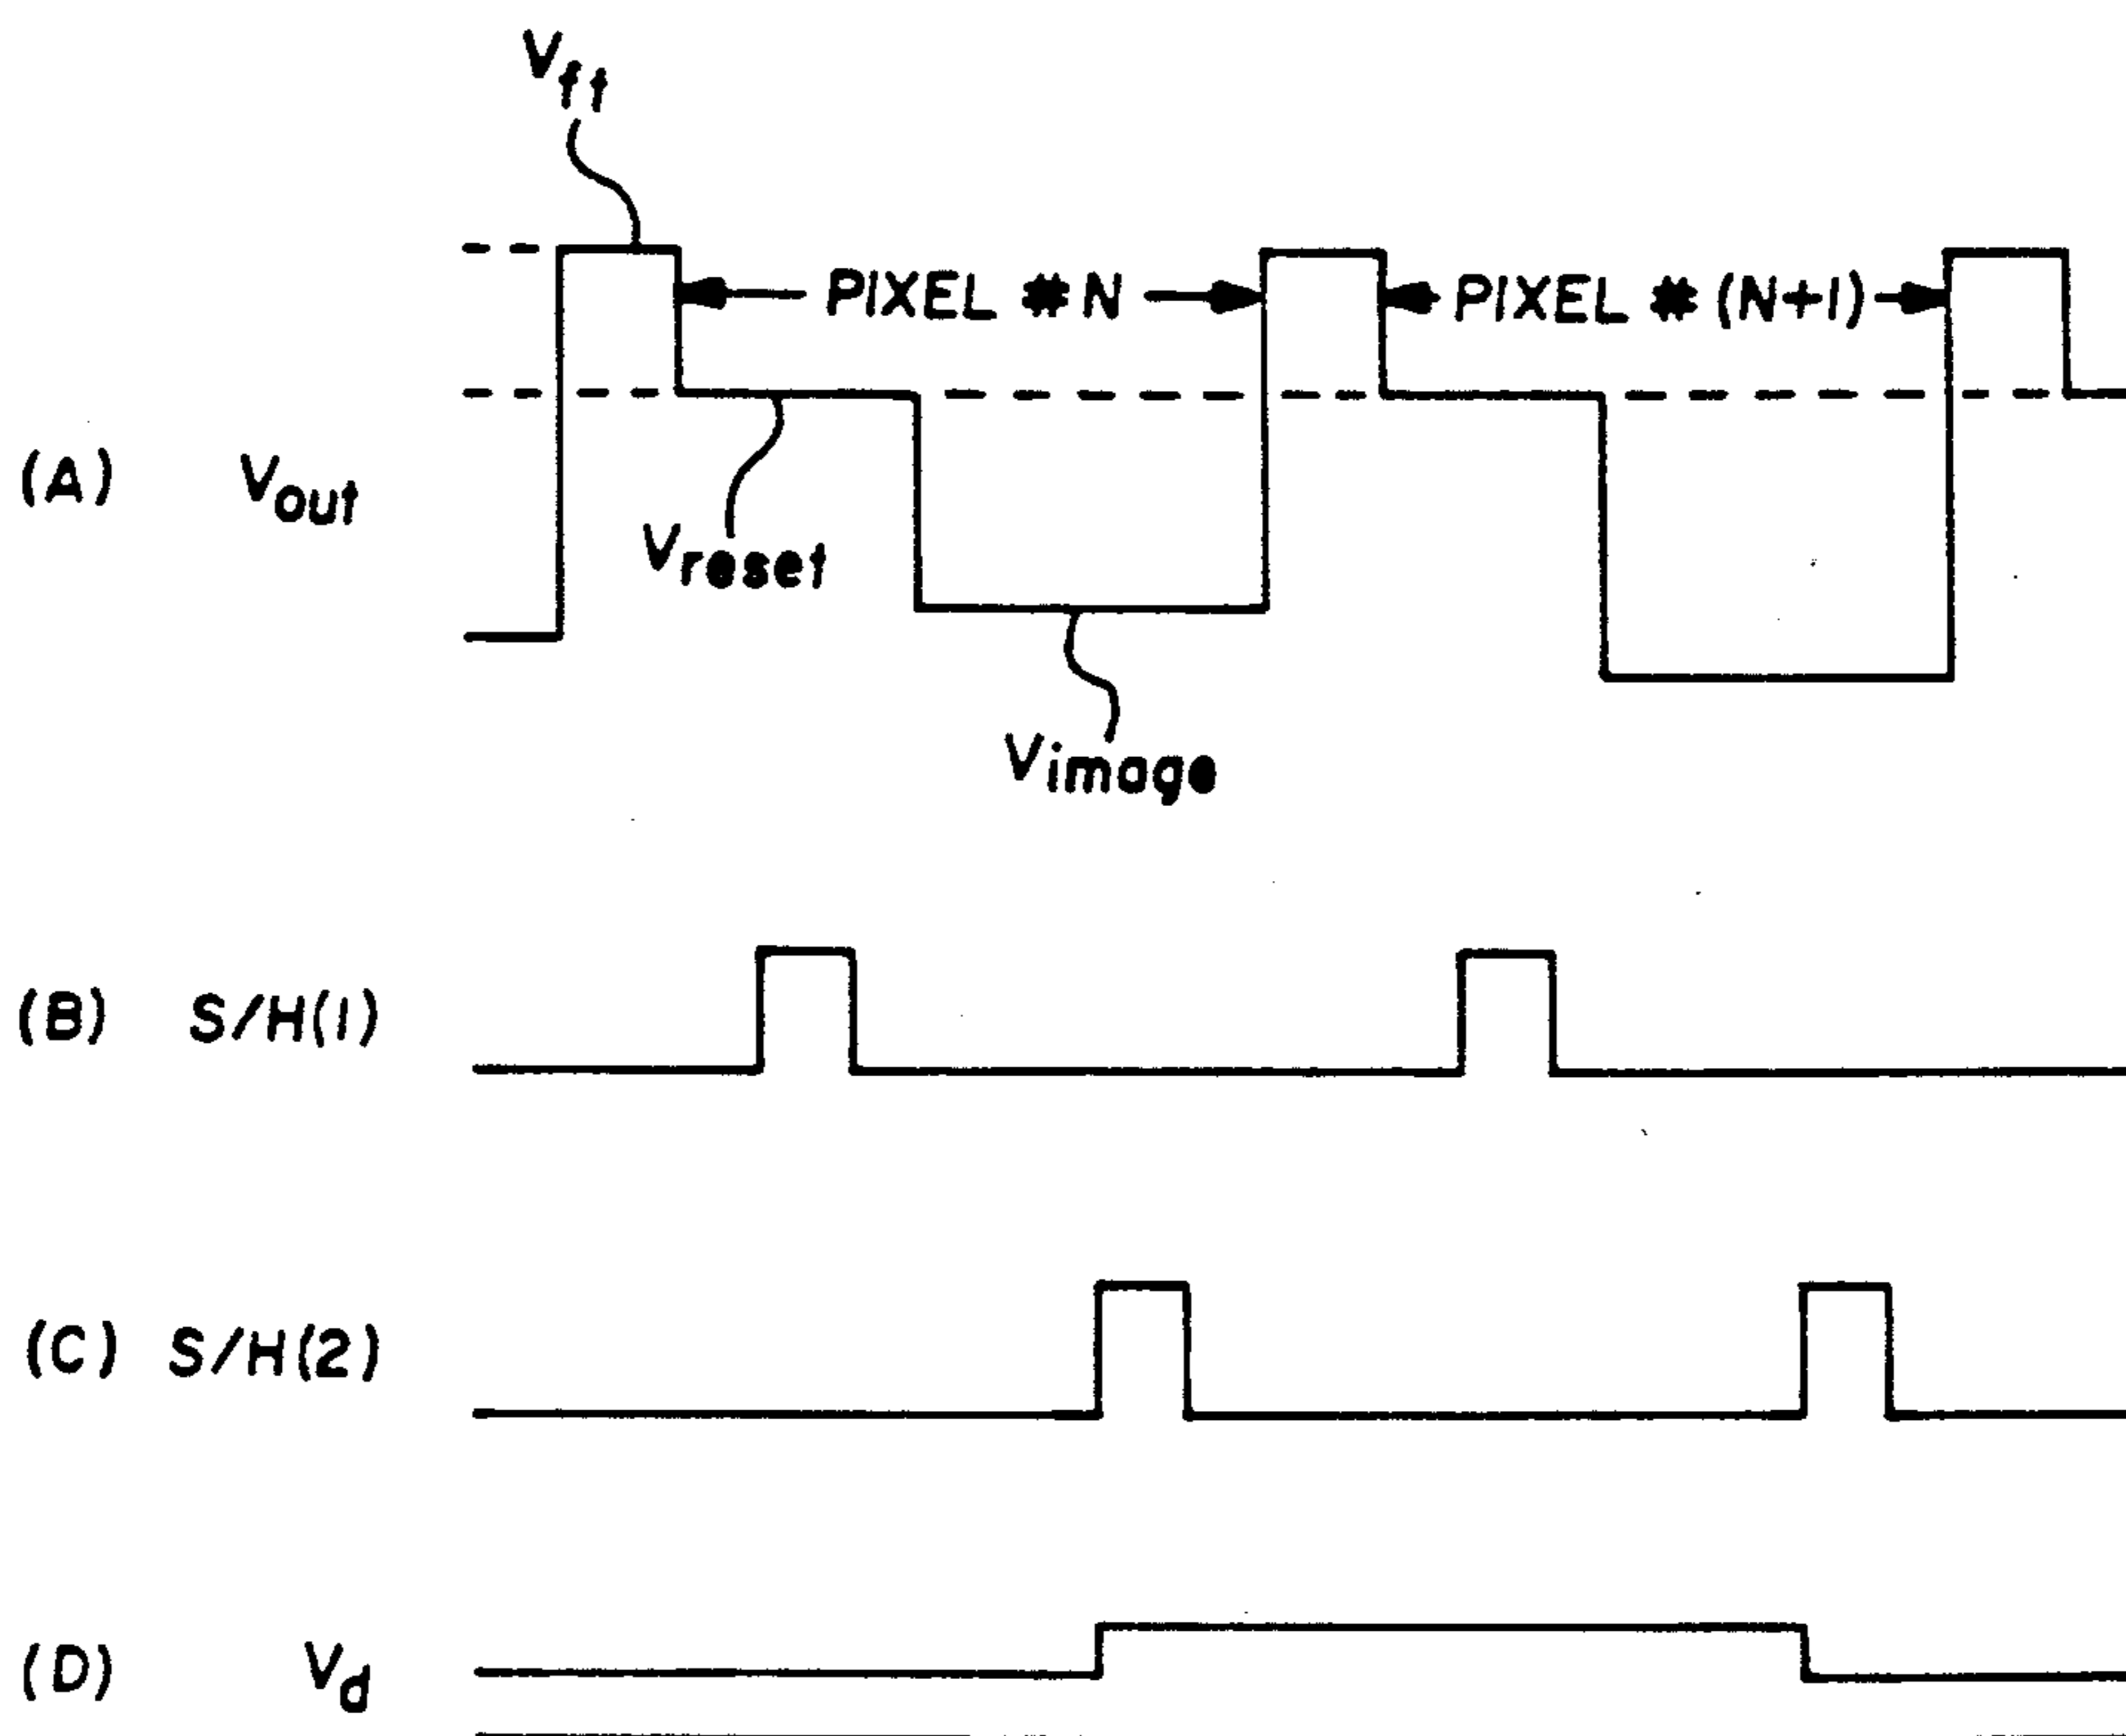 Vft
PIXEL #N
PIXEL #(N+1)
(A) Vout
Vreset
Vimage
(B) S/H(1)
(C) S/H(2)
(D) Vd